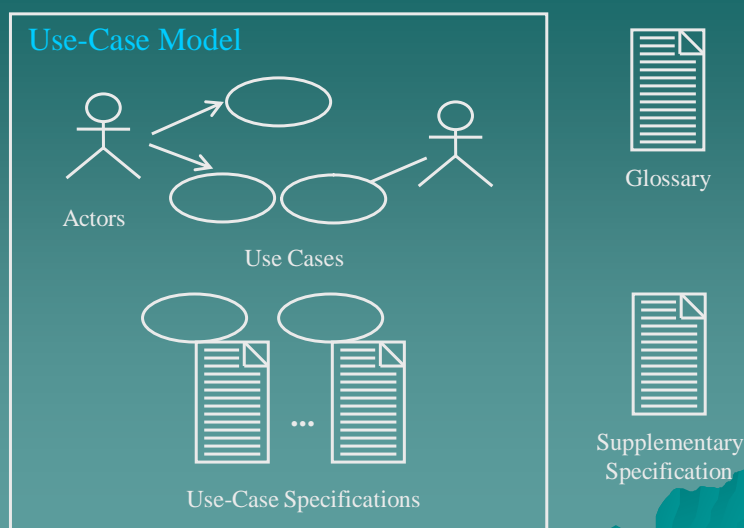 Use-Case Model
Actors
Use Cases
...
Use-Case Specifications
Glossary
Supplementary
Specification